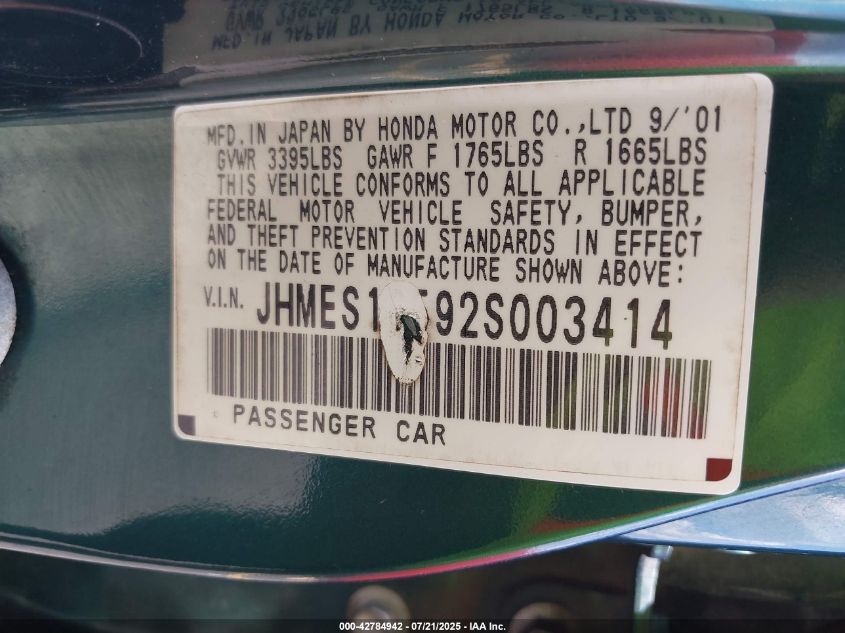 MFD.IN JAPAN BY HONDA MOTOR CO.,LTD 9/'01
GVWR 3395LBS GAWR F 1765LBS R 1665LBS
THIS VEHICLE CONFORMS TO ALL APPLICABLE
FEDERAL MOTOR VEHICLE SAFETY, BUMPER,
AND THEFT PREVENTION STANDARDS IN EFFECT
ON THE DATE OF MANUFACTURE SHOWN ABOVE:
V.I.N.
PASSENGER CAR
000-42784942 - 07/21/2025 - IAA Inc.